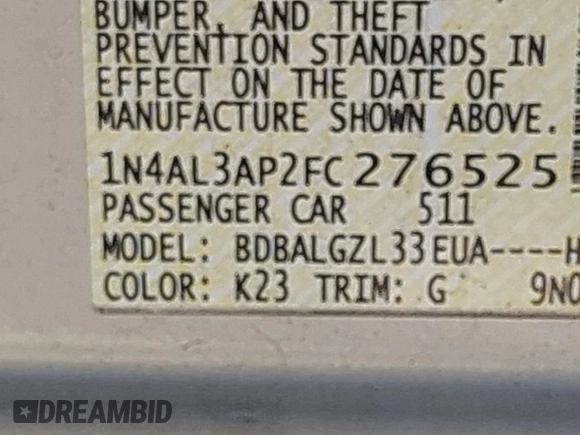 BUMPER, AND THEFT
PREVENTION STANDARDS IN
EFFECT ON THE DATE OF
MANUFACTURE SHOWN ABOVE.
1N4AL3AP2FC276525
PASSENGER CAR 511
MODEL: BDBALGZL33EUA----H
COLOR: K23 TRIM: G 9N0
DREAMBID